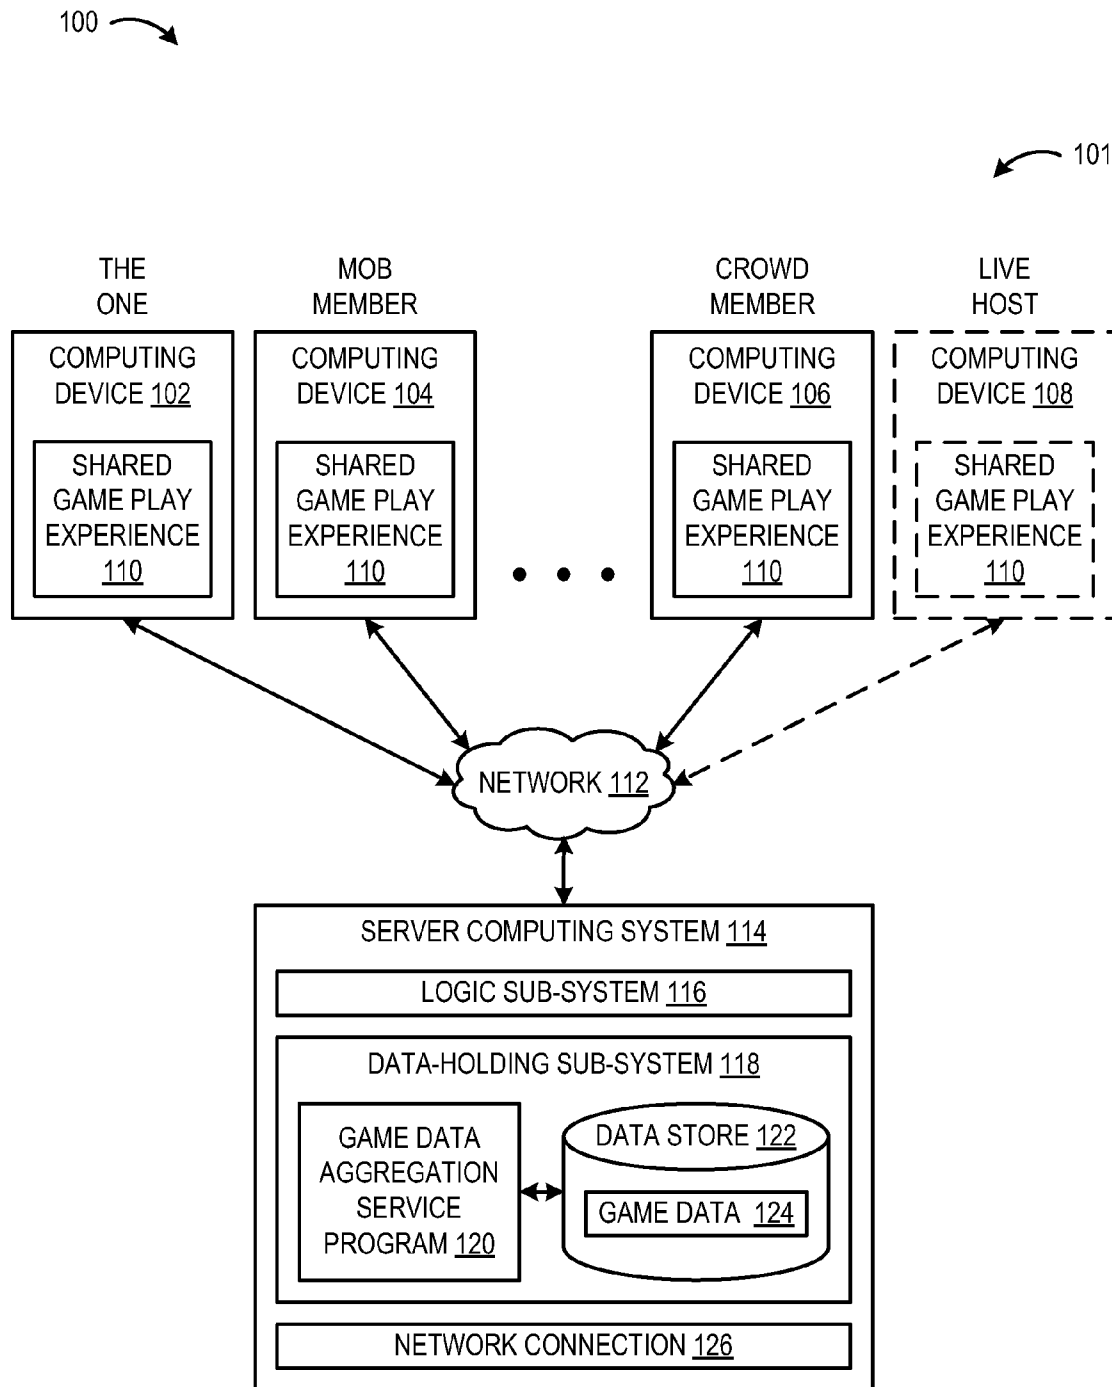 100
101
THE
ONE
MOB
MEMBER
CROWD
MEMBER
LIVE
HOST
COMPUTING
DEVICE 102
SHARED
GAME PLAY
EXPERIENCE
110
COMPUTING
DEVICE 104
SHARED
GAME PLAY
EXPERIENCE
110
COMPUTING
DEVICE 106
SHARED
GAME PLAY
EXPERIENCE
110
COMPUTING
DEVICE 108
SHARED
GAME PLAY
EXPERIENCE
110
NETWORK 112
SERVER COMPUTING SYSTEM 114
LOGIC SUB-SYSTEM 116
DATA-HOLDING SUB-SYSTEM 118
GAME DATA
AGGREGATION
SERVICE
PROGRAM 120
DATA STORE 122
GAME DATA 124
NETWORK CONNECTION 126